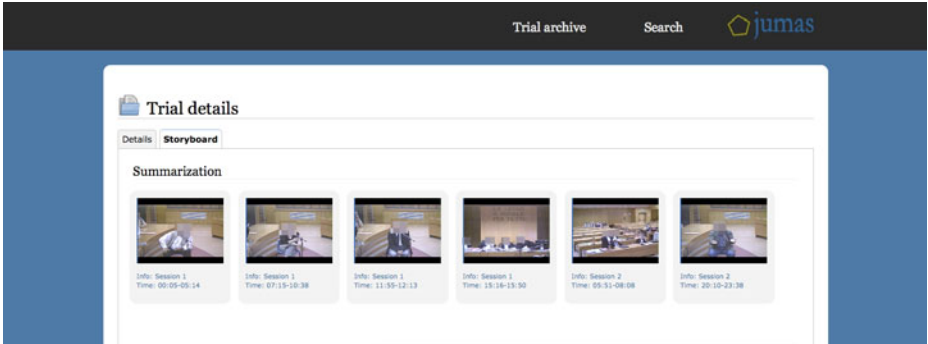 Trial archive Search jumas
Trial details
Details Storyboard
Summarization
Info: Session 1
Time: 00:05-05:14
Info: Session 1
Time: 07:15-10:38
Info: Session 1
Time: 11:55-12:13
Info: Session 1
Time: 15:16-15:50
Info: Session 2
Time: 05:51-08:08
Info: Session 2
Time: 20:10-23:38